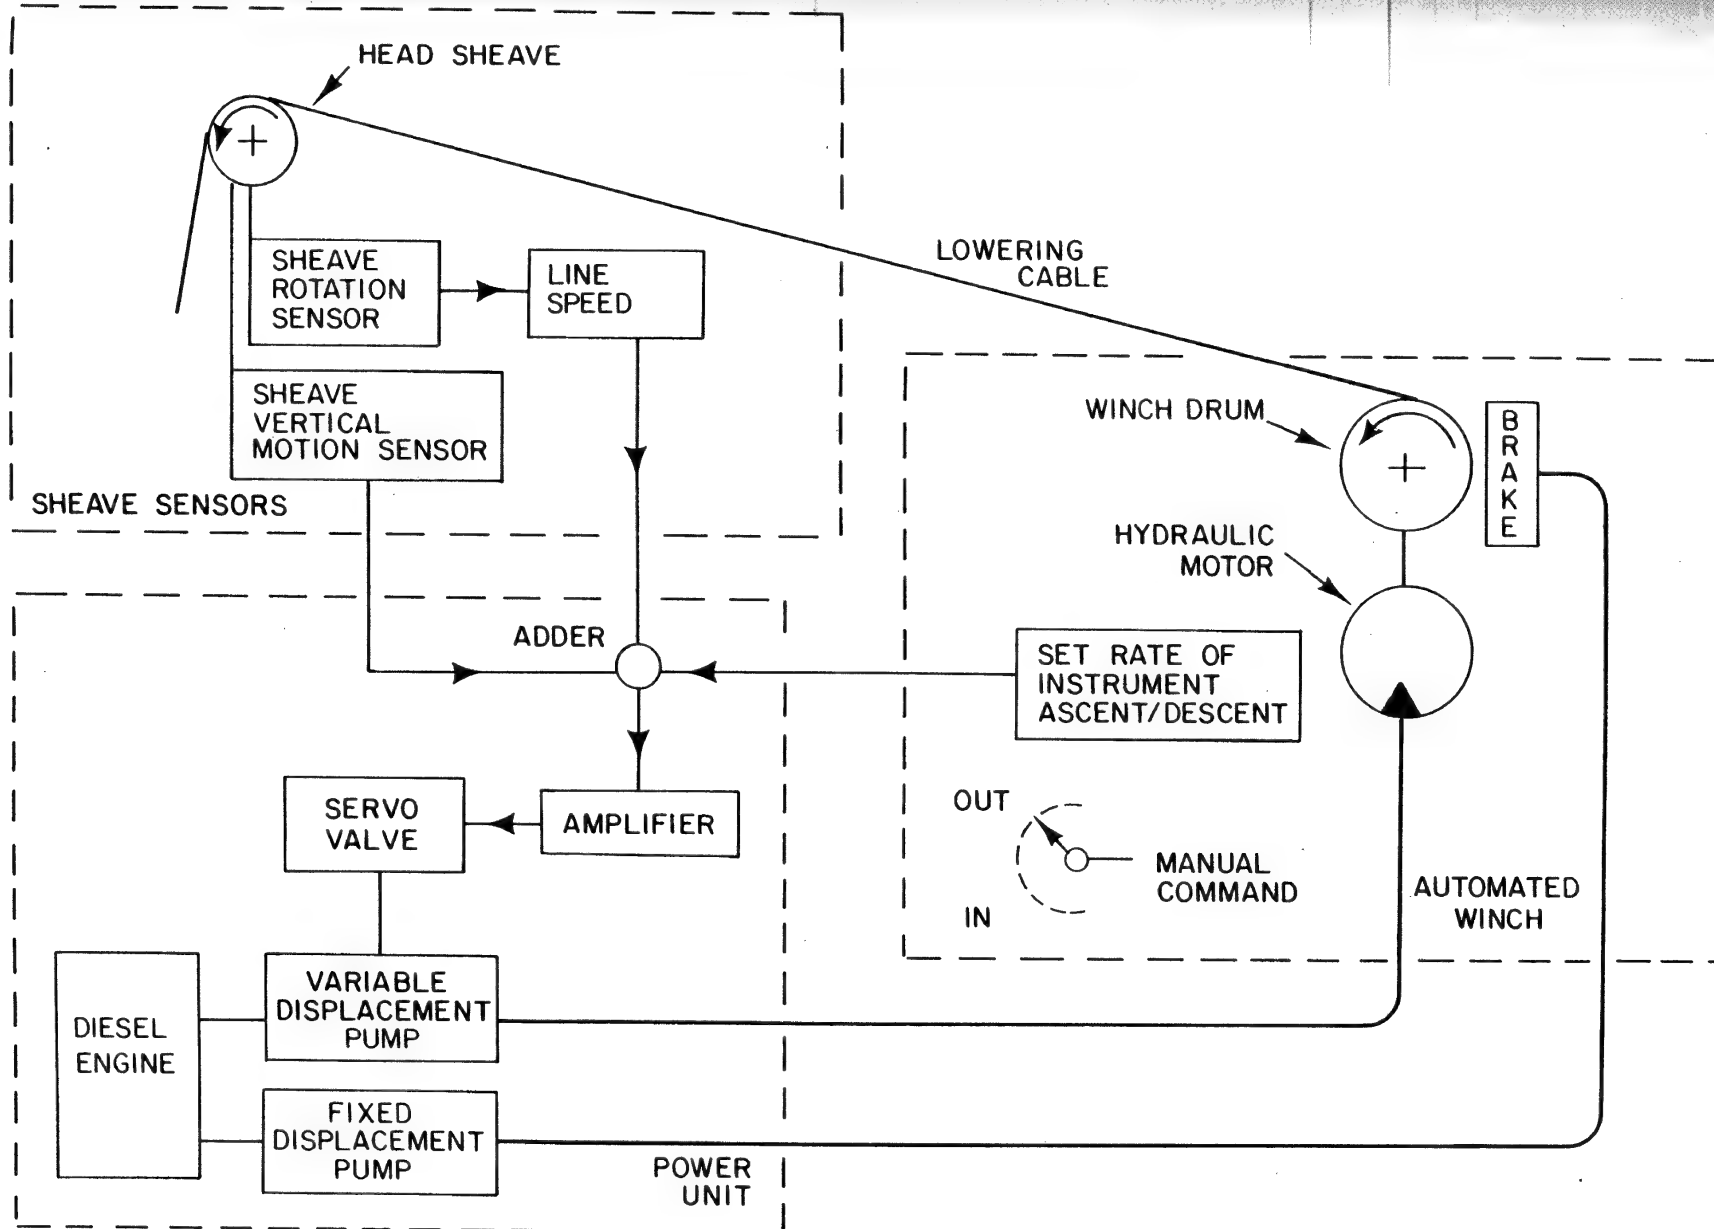 HEAD SHEAVE
SHEAVE
ROTATION
SENSOR
LINE
SPEED
SHEAVE
VERTICAL
MOTION SENSOR
SHEAVE SENSORS
LOWERING
CABLE
WINCH DRUM
BRAKE
HYDRAULIC
MOTOR
ADDER
SET RATE OF
INSTRUMENT
ASCENT/DESCENT
SERVO
VALVE
AMPLIFIER
OUT
IN
MANUAL
COMMAND
AUTOMATED
WINCH
DIESEL
ENGINE
VARIABLE
DISPLACEMENT
PUMP
FIXED
DISPLACEMENT
PUMP
POWER
UNIT